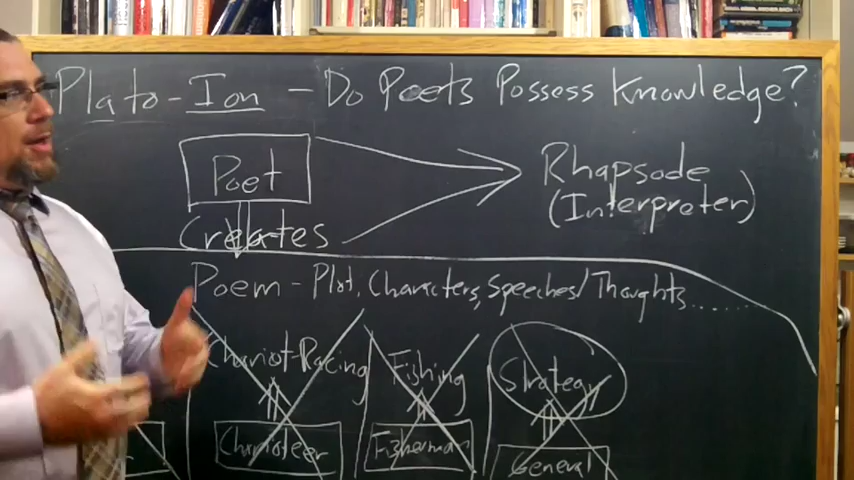 Plato - Ion - Do Poets Possess Knowledge?
Poet
Creates
Rhapsode
(Interpreter)
Poem - Plot, Characters, Speeches/Thoughts......
Chariot-Racing
Fishing
Strategy
Charioteer
Fisherman
General